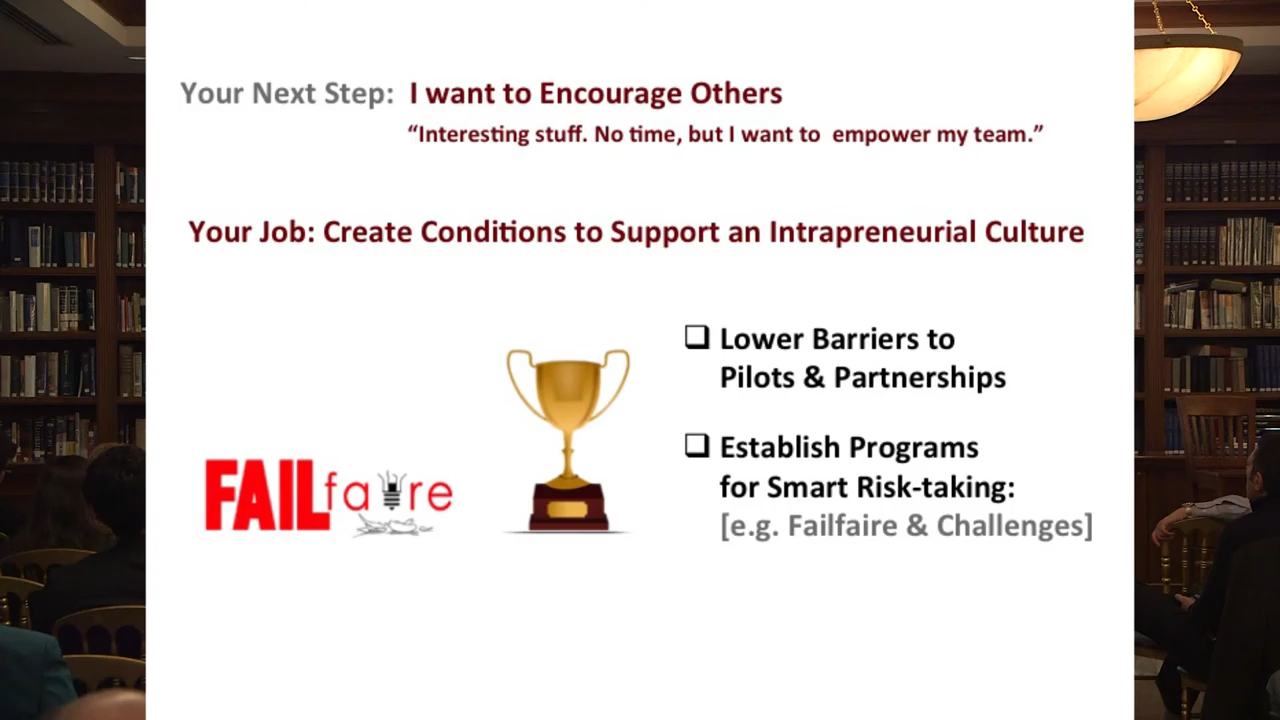 Your Next Step: I want to Encourage Others
“Interesting stuff. No time, but I want to empower my team.”
Your Job: Create Conditions to Support an Intrapreneurial Culture
Lower Barriers to
Pilots & Partnerships
Establish Programs
for Smart Risk-taking:
[e.g. Failfaire & Challenges]
FAILfaire